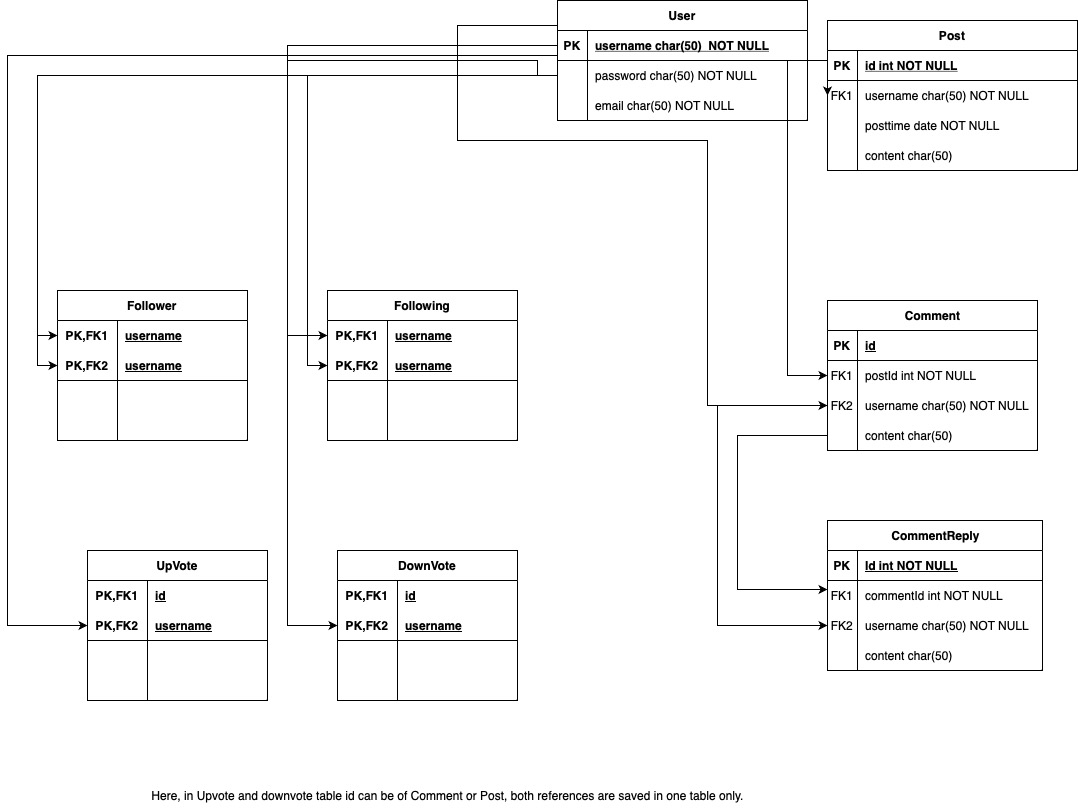 User
PK username char(50) NOT NULL
password char(50) NOT NULL
email char(50) NOT NULL
Post
PK id int NOT NULL
FK1 username char(50) NOT NULL
posttime date NOT NULL
content char(50)
Follower
PK,FK1 username
PK,FK2 username
Following
PK,FK1 username
PK,FK2 username
Comment
PK id
FK1 postId int NOT NULL
FK2 username char(50) NOT NULL
content char(50)
UpVote
PK,FK1 id
PK,FK2 username
DownVote
PK,FK1 id
PK,FK2 username
CommentReply
PK Id int NOT NULL
FK1 commentId int NOT NULL
FK2 username char(50) NOT NULL
content char(50)
Here, in Upvote and downvote table id can be of Comment or Post, both references are saved in one table only.